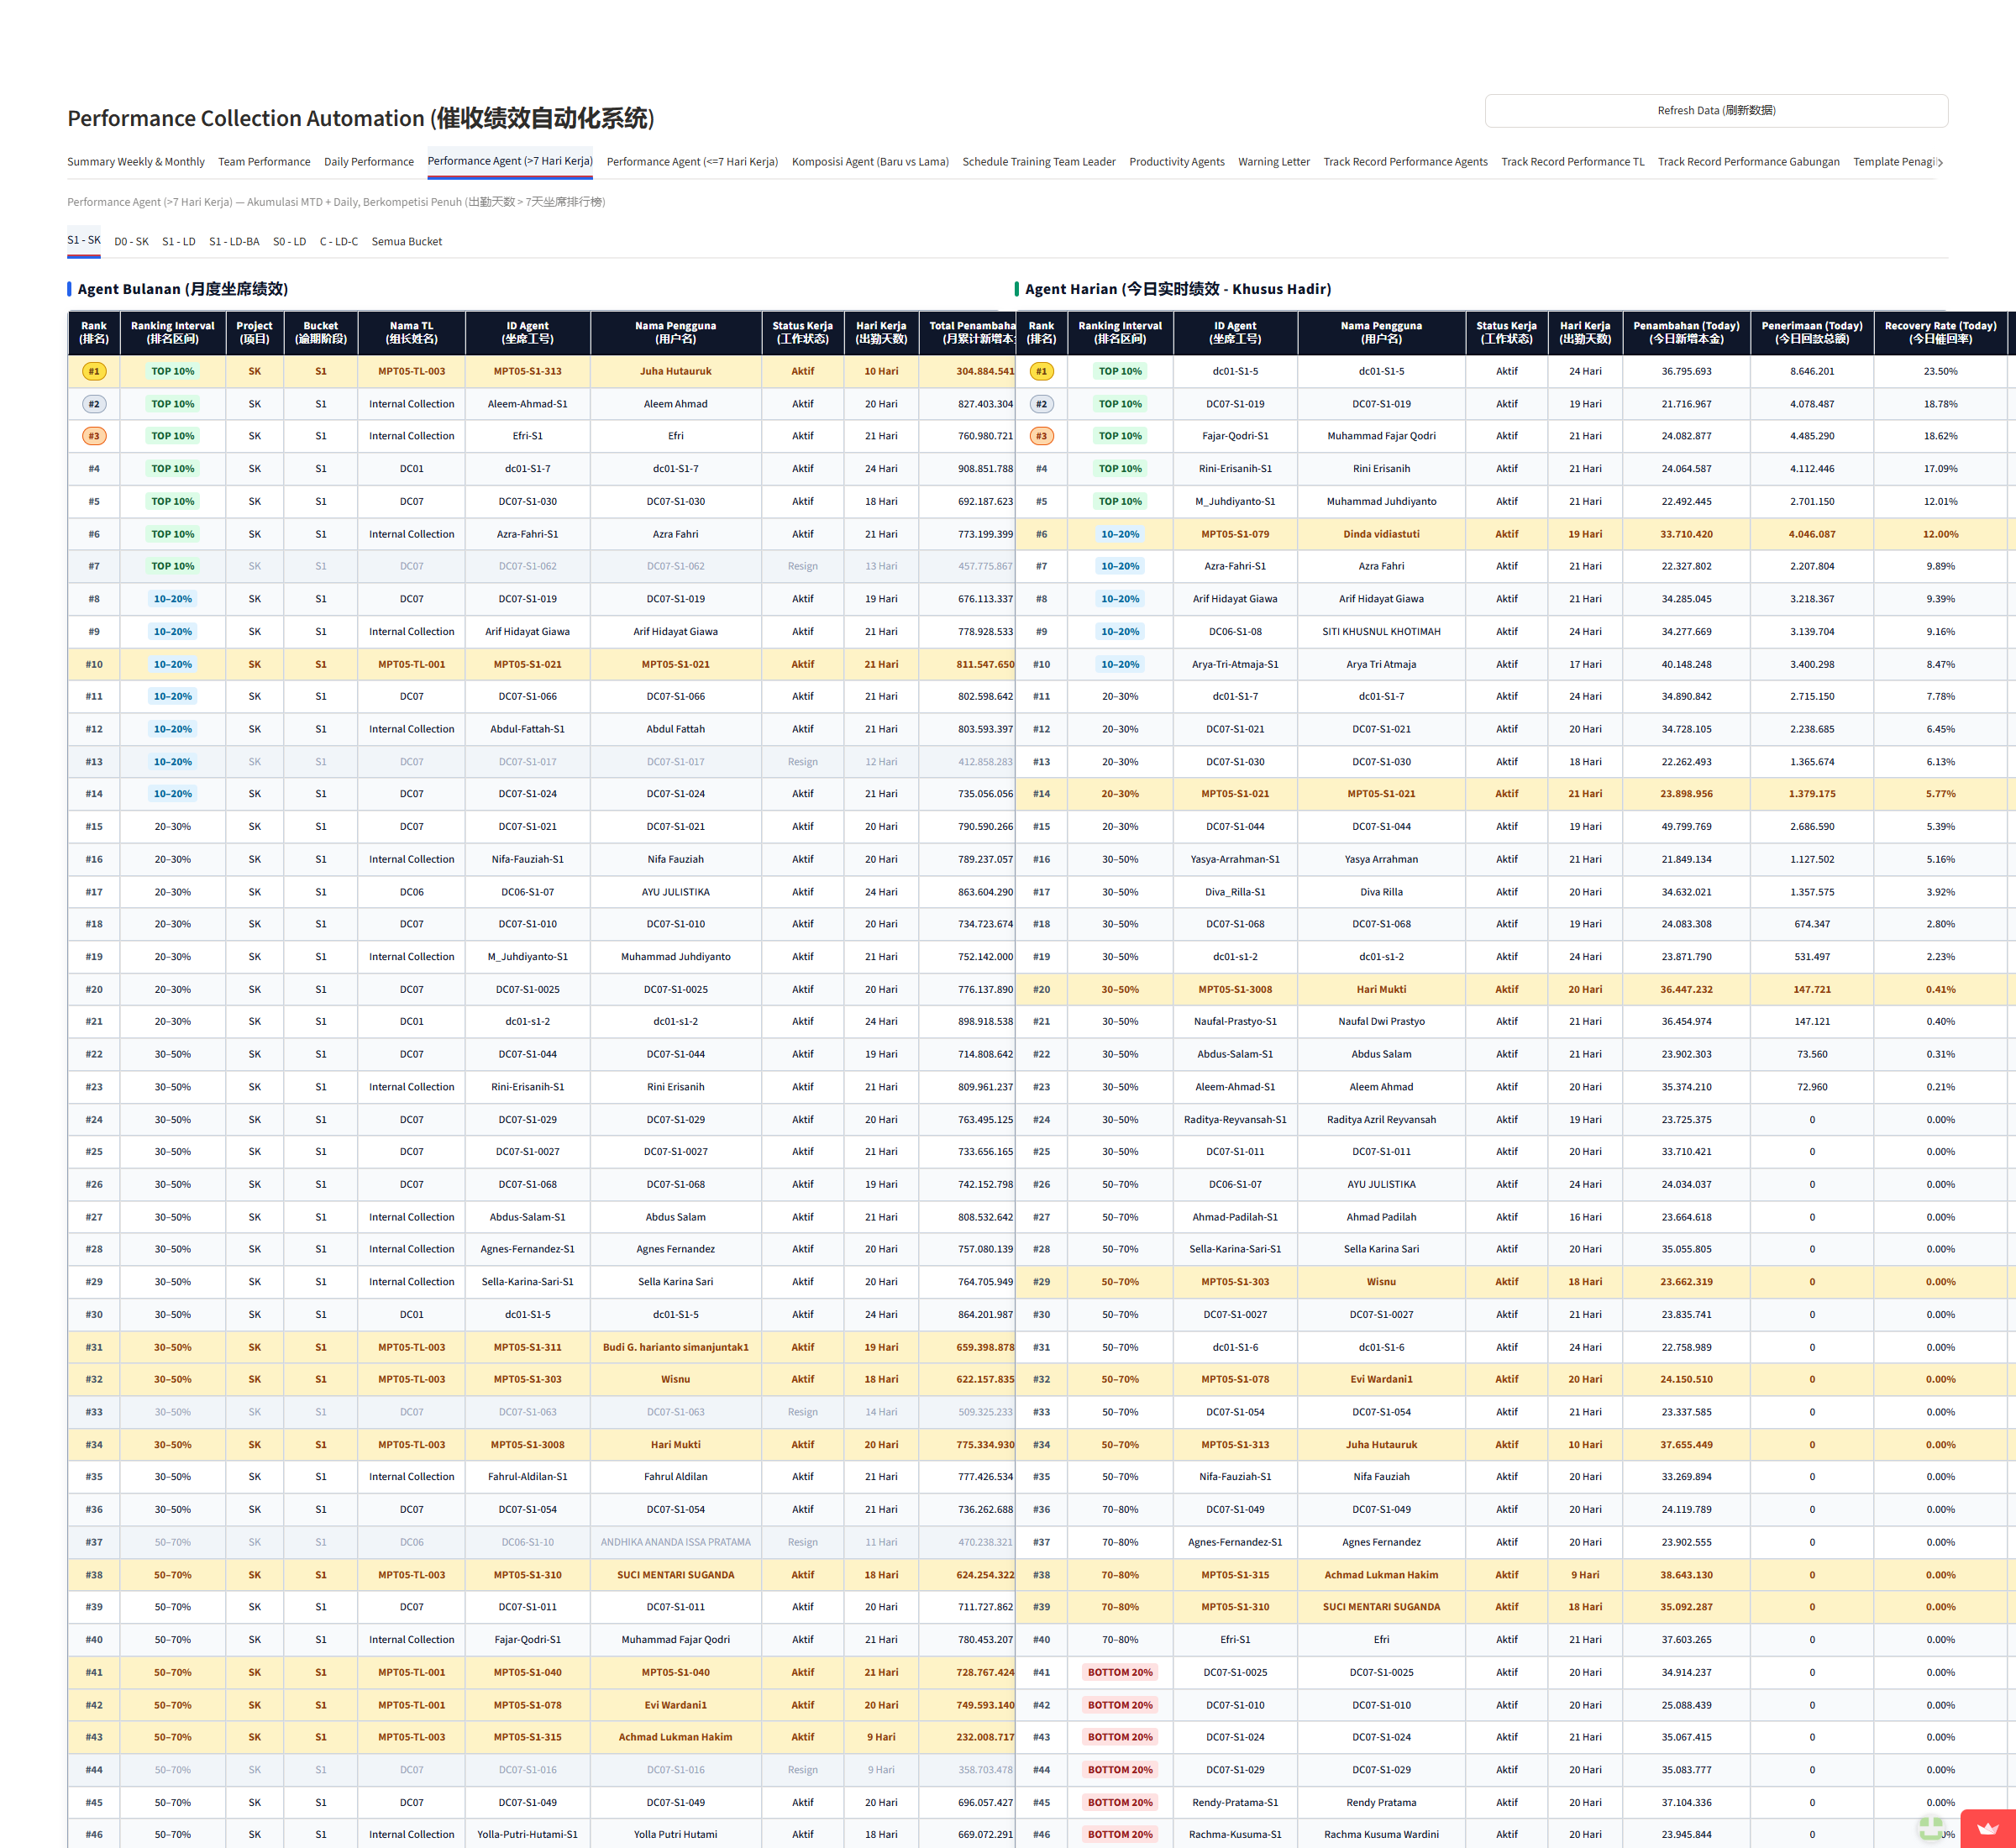 Performance Collection Automation (催收绩效自动化系统)
Refresh Data (刷新数据)
Summary Weekly & Monthly Team Performance Daily Performance Performance Agent (>7 Hari Kerja) Performance Agent (<=7 Hari Kerja) Komposisi Agent (Baru vs Lama) Schedule Training Team Leader Productivity Agents Warning Letter Track Record Performance Agents Track Record Performance TL Track Record Performance Gabungan Template Penagi
Performance Agent (>7 Hari Kerja) — Akumulasi MTD + Daily, Berkompetisi Penuh (出勤天数 > 7天坐席排行榜)
S1 - SK D0 - SK S1 - LD S1 - LD-BA S0 - LD C - LD-C Semua Bucket
Agent Bulanan (月度坐席绩效)
Rank Ranking Interval Project Bucket Nama TL ID Agent Nama Pengguna Status Kerja Hari Kerja Total Penambaha
(排名) (排名区间) (项目) (逾期阶段) (组长姓名) (坐席工号) (用户名) (工作状态) (出勤天数) (月累计新增本
#1 TOP 10% SK S1 MPT05-TL-003 MPT05-S1-313 Juha Hutauruk Aktif 10 Hari 304.884.541
#2 TOP 10% SK S1 Internal Collection Aleem-Ahmad-S1 Aleem Ahmad Aktif 20 Hari 827.403.304
#3 TOP 10% SK S1 Internal Collection Efri-S1 Efri Aktif 21 Hari 760.980.721
#4 TOP 10% SK S1 DC01 dc01-S1-7 dc01-S1-7 Aktif 24 Hari 908.851.788
#5 TOP 10% SK S1 DC07 DC07-S1-030 DC07-S1-030 Aktif 18 Hari 692.187.623
#6 TOP 10% SK S1 Internal Collection Azra-Fahri-S1 Azra Fahri Aktif 21 Hari 773.199.399
#7 TOP 10% SK S1 DC07 DC07-S1-062 DC07-S1-062 Resign 13 Hari 457.775.867
#8 10–20% SK S1 DC07 DC07-S1-019 DC07-S1-019 Aktif 19 Hari 676.113.337
#9 10–20% SK S1 Internal Collection Arif Hidayat Giawa Arif Hidayat Giawa Aktif 21 Hari 778.928.533
#10 10–20% SK S1 MPT05-TL-001 MPT05-S1-021 MPT05-S1-021 Aktif 21 Hari 811.547.650
#11 10–20% SK S1 DC07 DC07-S1-066 DC07-S1-066 Aktif 21 Hari 802.598.642
#12 10–20% SK S1 Internal Collection Abdul-Fattah-S1 Abdul Fattah Aktif 21 Hari 803.593.397
#13 10–20% SK S1 DC07 DC07-S1-017 DC07-S1-017 Resign 12 Hari 412.858.283
#14 10–20% SK S1 DC07 DC07-S1-024 DC07-S1-024 Aktif 21 Hari 735.056.056
#15 20–30% SK S1 DC07 DC07-S1-021 DC07-S1-021 Aktif 20 Hari 790.590.266
#16 20–30% SK S1 Internal Collection Nifa-Fauziah-S1 Nifa Fauziah Aktif 20 Hari 789.237.057
#17 20–30% SK S1 DC06 DC06-S1-07 AYU JULISTIKA Aktif 24 Hari 863.604.290
#18 20–30% SK S1 DC07 DC07-S1-010 DC07-S1-010 Aktif 20 Hari 734.723.674
#19 20–30% SK S1 Internal Collection M_Juhdiyanto-S1 Muhammad Juhdiyanto Aktif 21 Hari 752.142.000
#20 20–30% SK S1 DC07 DC07-S1-0025 DC07-S1-0025 Aktif 20 Hari 776.137.890
#21 20–30% SK S1 DC01 dc01-s1-2 dc01-s1-2 Aktif 24 Hari 898.918.538
#22 30–50% SK S1 DC07 DC07-S1-044 DC07-S1-044 Aktif 19 Hari 714.808.642
#23 30–50% SK S1 Internal Collection Rini-Erisanih-S1 Rini Erisanih Aktif 21 Hari 809.961.237
#24 30–50% SK S1 DC07 DC07-S1-029 DC07-S1-029 Aktif 20 Hari 763.495.125
#25 30–50% SK S1 DC07 DC07-S1-0027 DC07-S1-0027 Aktif 21 Hari 733.656.165
#26 30–50% SK S1 DC07 DC07-S1-068 DC07-S1-068 Aktif 19 Hari 742.152.798
#27 30–50% SK S1 Internal Collection Abdus-Salam-S1 Abdus Salam Aktif 21 Hari 808.532.642
#28 30–50% SK S1 Internal Collection Agnes-Fernandez-S1 Agnes Fernandez Aktif 20 Hari 757.080.139
#29 30–50% SK S1 Internal Collection Sella-Karina-Sari-S1 Sella Karina Sari Aktif 20 Hari 764.705.949
#30 30–50% SK S1 DC01 dc01-S1-5 dc01-S1-5 Aktif 24 Hari 864.201.987
#31 30–50% SK S1 MPT05-TL-003 MPT05-S1-311 Budi G. harianto simanjuntak1 Aktif 19 Hari 659.398.878
#32 30–50% SK S1 MPT05-TL-003 MPT05-S1-303 Wisnu Aktif 18 Hari 622.157.835
#33 30–50% SK S1 DC07 DC07-S1-063 DC07-S1-063 Resign 14 Hari 509.325.233
#34 30–50% SK S1 MPT05-TL-003 MPT05-S1-3008 Hari Mukti Aktif 20 Hari 775.334.930
#35 30–50% SK S1 Internal Collection Fahrul-Aldilan-S1 Fahrul Aldilan Aktif 21 Hari 777.426.534
#36 30–50% SK S1 DC07 DC07-S1-054 DC07-S1-054 Aktif 21 Hari 736.262.688
#37 50–70% SK S1 DC06 DC06-S1-10 ANDHIKA ANANDA ISSA PRATAMA Resign 11 Hari 470.238.321
#38 50–70% SK S1 MPT05-TL-003 MPT05-S1-310 SUCI MENTARI SUGANDA Aktif 18 Hari 624.254.322
#39 50–70% SK S1 DC07 DC07-S1-011 DC07-S1-011 Aktif 20 Hari 711.727.862
#40 50–70% SK S1 Internal Collection Fajar-Qodri-S1 Muhammad Fajar Qodri Aktif 21 Hari 780.453.207
#41 50–70% SK S1 MPT05-TL-001 MPT05-S1-040 MPT05-S1-040 Aktif 21 Hari 728.767.424
#42 50–70% SK S1 MPT05-TL-001 MPT05-S1-078 Evi Wardani1 Aktif 20 Hari 749.593.140
#43 50–70% SK S1 MPT05-TL-003 MPT05-S1-315 Achmad Lukman Hakim Aktif 9 Hari 232.008.717
#44 50–70% SK S1 DC07 DC07-S1-016 DC07-S1-016 Resign 9 Hari 358.703.478
#45 50–70% SK S1 DC07 DC07-S1-049 DC07-S1-049 Aktif 20 Hari 696.057.427
#46 50–70% SK S1 Internal Collection Yolla-Putri-Hutami-S1 Yolla Putri Hutami Aktif 18 Hari 669.072.291
Agent Harian (今日实时绩效 - Khusus Hadir)
Rank Ranking Interval ID Agent Nama Pengguna Status Kerja Hari Kerja Penambahan (Today) Penerimaan (Today) Recovery Rate (Today)
(排名) (排名区间) (坐席工号) (用户名) (工作状态) (出勤天数) (今日新增本金) (今日回款总额) (今日催回率)
#1 TOP 10% dc01-S1-5 dc01-S1-5 Aktif 24 Hari 36.795.693 8.646.201 23.50%
#2 TOP 10% DC07-S1-019 DC07-S1-019 Aktif 19 Hari 21.716.967 4.078.487 18.78%
#3 TOP 10% Fajar-Qodri-S1 Muhammad Fajar Qodri Aktif 21 Hari 24.082.877 4.485.290 18.62%
#4 TOP 10% Rini-Erisanih-S1 Rini Erisanih Aktif 21 Hari 24.064.587 4.112.446 17.09%
#5 TOP 10% M_Juhdiyanto-S1 Muhammad Juhdiyanto Aktif 21 Hari 22.492.445 2.701.150 12.01%
#6 10–20% MPT05-S1-079 Dinda vidiastuti Aktif 19 Hari 33.710.420 4.046.087 12.00%
#7 10–20% Azra-Fahri-S1 Azra Fahri Aktif 21 Hari 22.327.802 2.207.804 9.89%
#8 10–20% Arif Hidayat Giawa Arif Hidayat Giawa Aktif 21 Hari 34.285.045 3.218.367 9.39%
#9 10–20% DC06-S1-08 SITI KHUSNUL KHOTIMAH Aktif 24 Hari 34.277.669 3.139.704 9.16%
#10 10–20% Arya-Tri-Atmaja-S1 Arya Tri Atmaja Aktif 17 Hari 40.148.248 3.400.298 8.47%
#11 20–30% dc01-S1-7 dc01-S1-7 Aktif 24 Hari 34.890.842 2.715.150 7.78%
#12 20–30% DC07-S1-021 DC07-S1-021 Aktif 20 Hari 34.728.105 2.238.685 6.45%
#13 20–30% DC07-S1-030 DC07-S1-030 Aktif 18 Hari 22.262.493 1.365.674 6.13%
#14 20–30% MPT05-S1-021 MPT05-S1-021 Aktif 21 Hari 23.898.956 1.379.175 5.77%
#15 20–30% DC07-S1-044 DC07-S1-044 Aktif 19 Hari 49.799.769 2.686.590 5.39%
#16 30–50% Yasya-Arrahman-S1 Yasya Arrahman Aktif 21 Hari 21.849.134 1.127.502 5.16%
#17 30–50% Diva_Rilla-S1 Diva Rilla Aktif 20 Hari 34.632.021 1.357.575 3.92%
#18 30–50% DC07-S1-068 DC07-S1-068 Aktif 19 Hari 24.083.308 674.347 2.80%
#19 30–50% dc01-s1-2 dc01-s1-2 Aktif 24 Hari 23.871.790 531.497 2.23%
#20 30–50% MPT05-S1-3008 Hari Mukti Aktif 20 Hari 36.447.232 147.721 0.41%
#21 30–50% Naufal-Prastyo-S1 Naufal Dwi Prastyo Aktif 21 Hari 36.454.974 147.121 0.40%
#22 30–50% Abdus-Salam-S1 Abdus Salam Aktif 21 Hari 23.902.303 73.560 0.31%
#23 30–50% Aleem-Ahmad-S1 Aleem Ahmad Aktif 20 Hari 35.374.210 72.960 0.21%
#24 30–50% Raditya-Reyvansah-S1 Raditya Azril Reyvansah Aktif 19 Hari 23.725.375 0 0.00%
#25 30–50% DC07-S1-011 DC07-S1-011 Aktif 20 Hari 33.710.421 0 0.00%
#26 50–70% DC06-S1-07 AYU JULISTIKA Aktif 24 Hari 24.034.037 0 0.00%
#27 50–70% Ahmad-Padilah-S1 Ahmad Padilah Aktif 16 Hari 23.664.618 0 0.00%
#28 50–70% Sella-Karina-Sari-S1 Sella Karina Sari Aktif 20 Hari 35.055.805 0 0.00%
#29 50–70% MPT05-S1-303 Wisnu Aktif 18 Hari 23.662.319 0 0.00%
#30 50–70% DC07-S1-0027 DC07-S1-0027 Aktif 21 Hari 23.835.741 0 0.00%
#31 50–70% dc01-S1-6 dc01-S1-6 Aktif 24 Hari 22.758.989 0 0.00%
#32 50–70% MPT05-S1-078 Evi Wardani1 Aktif 20 Hari 24.150.510 0 0.00%
#33 50–70% DC07-S1-054 DC07-S1-054 Aktif 21 Hari 23.337.585 0 0.00%
#34 50–70% MPT05-S1-313 Juha Hutauruk Aktif 10 Hari 37.655.449 0 0.00%
#35 50–70% Nifa-Fauziah-S1 Nifa Fauziah Aktif 20 Hari 33.269.894 0 0.00%
#36 70–80% DC07-S1-049 DC07-S1-049 Aktif 20 Hari 24.119.789 0 0.00%
#37 70–80% Agnes-Fernandez-S1 Agnes Fernandez Aktif 20 Hari 23.902.555 0 0.00%
#38 70–80% MPT05-S1-315 Achmad Lukman Hakim Aktif 9 Hari 38.643.130 0 0.00%
#39 70–80% MPT05-S1-310 SUCI MENTARI SUGANDA Aktif 18 Hari 35.092.287 0 0.00%
#40 70–80% Efri-S1 Efri Aktif 21 Hari 37.603.265 0 0.00%
#41 BOTTOM 20% DC07-S1-0025 DC07-S1-0025 Aktif 20 Hari 34.914.237 0 0.00%
#42 BOTTOM 20% DC07-S1-010 DC07-S1-010 Aktif 20 Hari 25.088.439 0 0.00%
#43 BOTTOM 20% DC07-S1-024 DC07-S1-024 Aktif 21 Hari 35.067.415 0 0.00%
#44 BOTTOM 20% DC07-S1-029 DC07-S1-029 Aktif 20 Hari 35.083.777 0 0.00%
#45 BOTTOM 20% Rendy-Pratama-S1 Rendy Pratama Aktif 20 Hari 37.104.336 0 0.00%
#46 BOTTOM 20% Rachma-Kusuma-S1 Rachma Kusuma Wardini Aktif 20 Hari 23.945.844 0